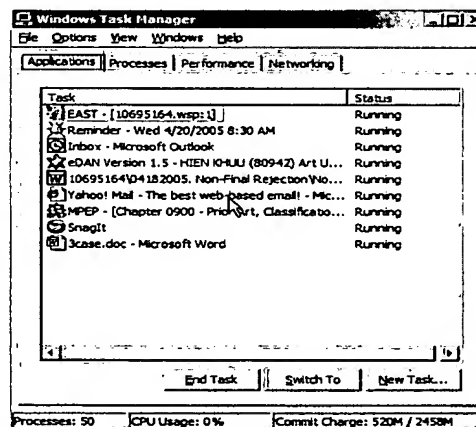 Windows Task Manager
File Options View Windows Help
Applications Processes Performance Networking
Task Status
EAST - [10695164.wsp:1] Running
Reminder - Wed 4/20/2005 8:30 AM Running
Inbox - Microsoft Outlook Running
eDAN Version 1.5 - HIEN KHUU (80942) Art U... Running
10695164\04182005. Non-Final Rejection\No... Running
Yahoo! Mail - The best web-based email! - Mic... Running
MPEP - [Chapter 0900 - Prior Art, Classificatio... Running
SnagIt Running
3case.doc - Microsoft Word Running
End Task Switch To New Task...
Processes: 50 CPU Usage: 0% Commit Charge: 520M / 2458M